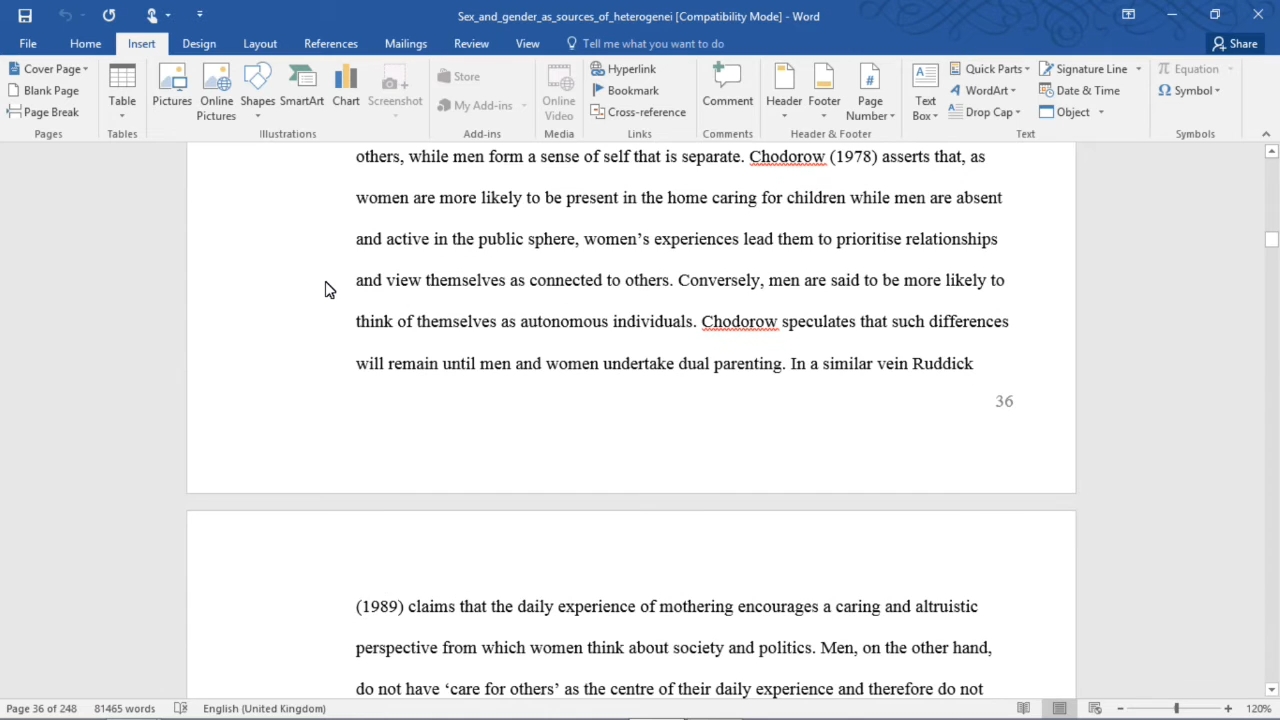 Sex_and_gender_as_sources_of_heterogenei [Compatibility Mode] - Word
File Home Insert Design Layout References Mailings Review View Tell me what you want to do Share
Cover Page
Blank Page
Page Break
Pages
Table
Tables
Pictures
Online Pictures
Shapes
SmartArt
Chart
Screenshot
Illustrations
Store
My Add-ins
Add-ins
Online Video
Media
Hyperlink
Bookmark
Cross-reference
Links
Comment
Comments
Header
Footer
Page Number
Header & Footer
Text Box
Quick Parts
WordArt
Drop Cap
Signature Line
Date & Time
Object
Text
Equation
Symbol
Symbols
others, while men form a sense of self that is separate. Chodorow (1978) asserts that, as
women are more likely to be present in the home caring for children while men are absent
and active in the public sphere, women’s experiences lead them to prioritise relationships
and view themselves as connected to others. Conversely, men are said to be more likely to
think of themselves as autonomous individuals. Chodorow speculates that such differences
will remain until men and women undertake dual parenting. In a similar vein Ruddick
36
(1989) claims that the daily experience of mothering encourages a caring and altruistic
perspective from which women think about society and politics. Men, on the other hand,
do not have ‘care for others’ as the centre of their daily experience and therefore do not
Page 36 of 248 81465 words English (United Kingdom) 120%